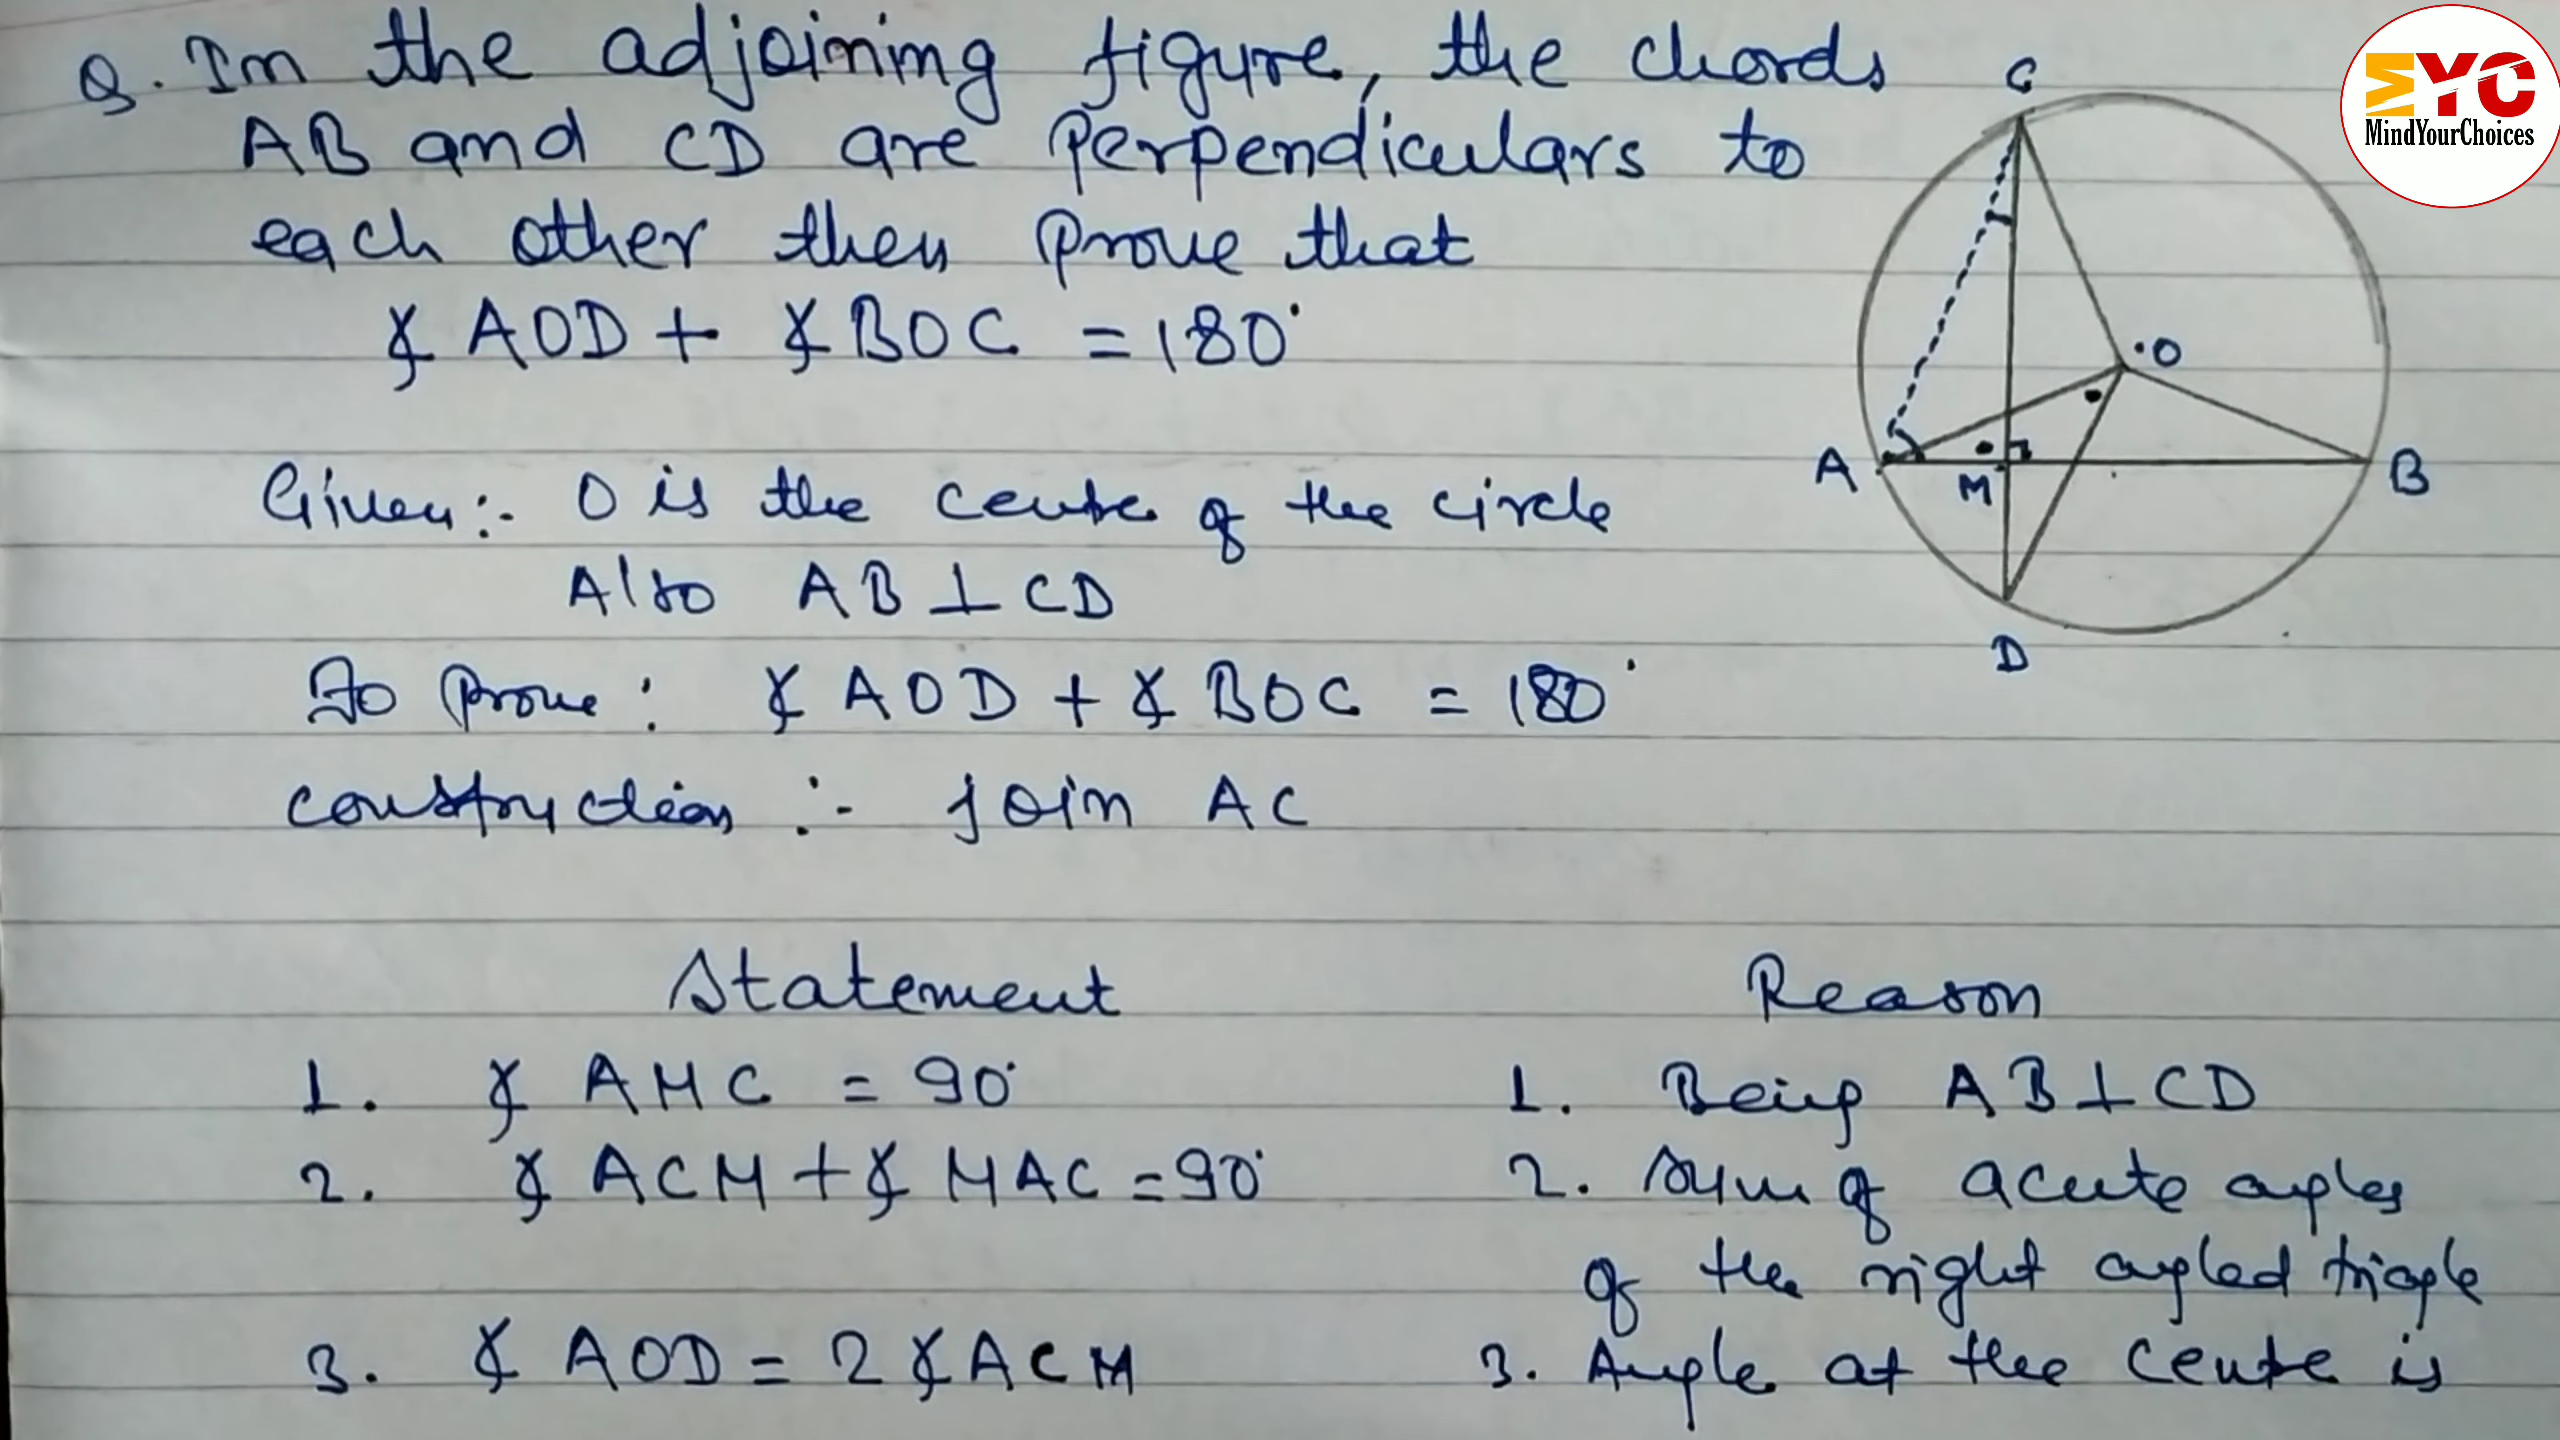 Q. In the adjoining figure, the chords
AB and CD are perpendiculars to
each other then prove that
∡AOD + ∡BOC = 180°
Given:- O is the centre of the circle
Also AB⊥CD
To prove: ∡AOD + ∡BOC = 180°
construction :- join AC
Statement Reason
1. ∡AMC = 90° 1. Being AB⊥CD
2. ∡ACM + ∡MAC = 90° 2. Sum of acute angles
of the right angled triangle
3. ∡AOD = 2∡ACM 3. Angle at the centre is
C
O
A
M
B
D
MYC
MindYourChoices